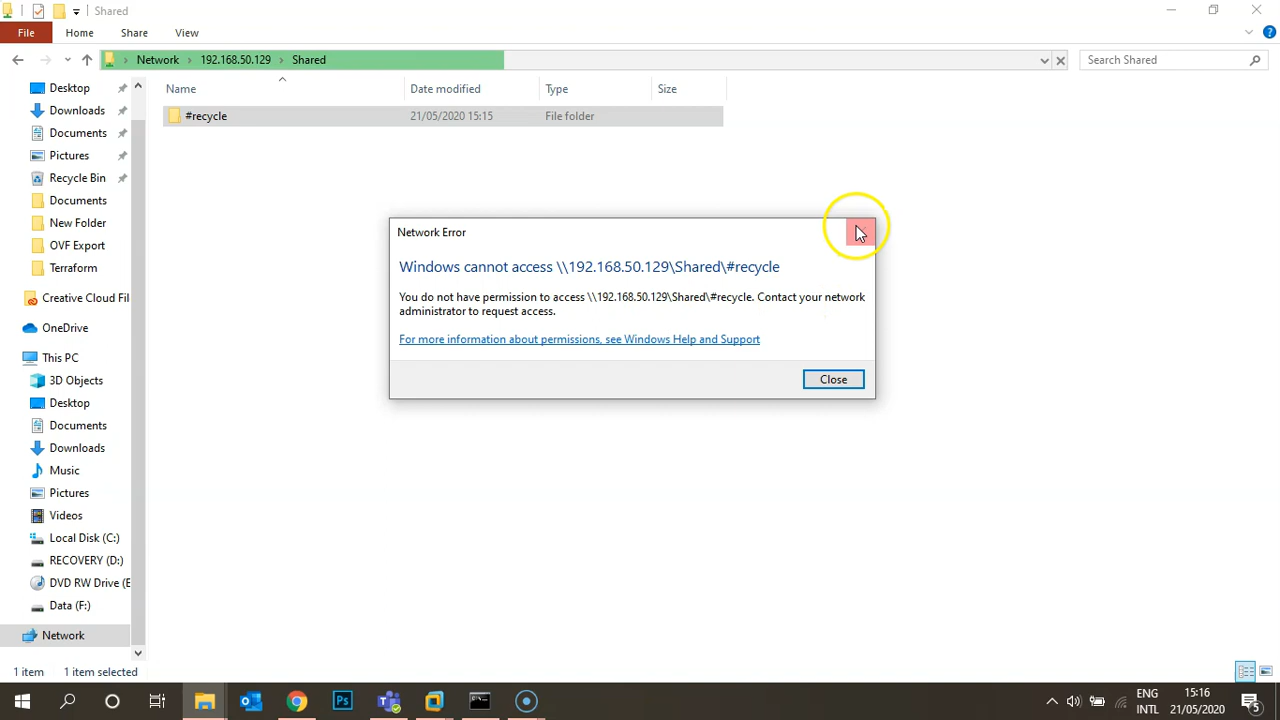 Shared
File Home Share View
Network 192.168.50.129 Shared Search Shared
Name Date modified Type Size
#recycle 21/05/2020 15:15 File folder
Desktop
Downloads
Documents
Pictures
Recycle Bin
Documents
New Folder
OVF Export
Terraform
Creative Cloud Fil
OneDrive
This PC
3D Objects
Desktop
Documents
Downloads
Music
Pictures
Videos
Local Disk (C:)
RECOVERY (D:)
DVD RW Drive (E
Data (F:)
Network
Network Error
Windows cannot access \\192.168.50.129\Shared\#recycle
You do not have permission to access \\192.168.50.129\Shared\#recycle. Contact your network
administrator to request access.
For more information about permissions, see Windows Help and Support
Close
1 item 1 item selected
Ps
ENG
INTL
15:16
21/05/2020
5